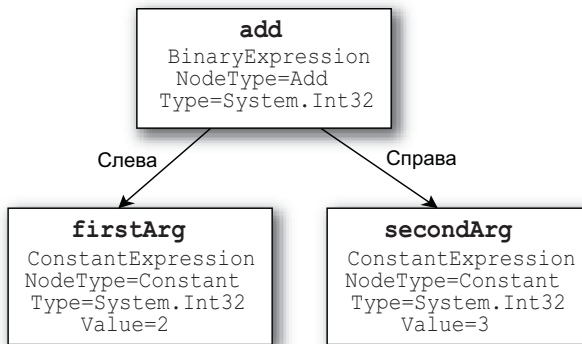 add
BinaryExpression
NodeType=Add
Type=System.Int32
Слева
Справа
firstArg
ConstantExpression
NodeType=Constant
Type=System.Int32
Value=2
secondArg
ConstantExpression
NodeType=Constant
Type=System.Int32
Value=3